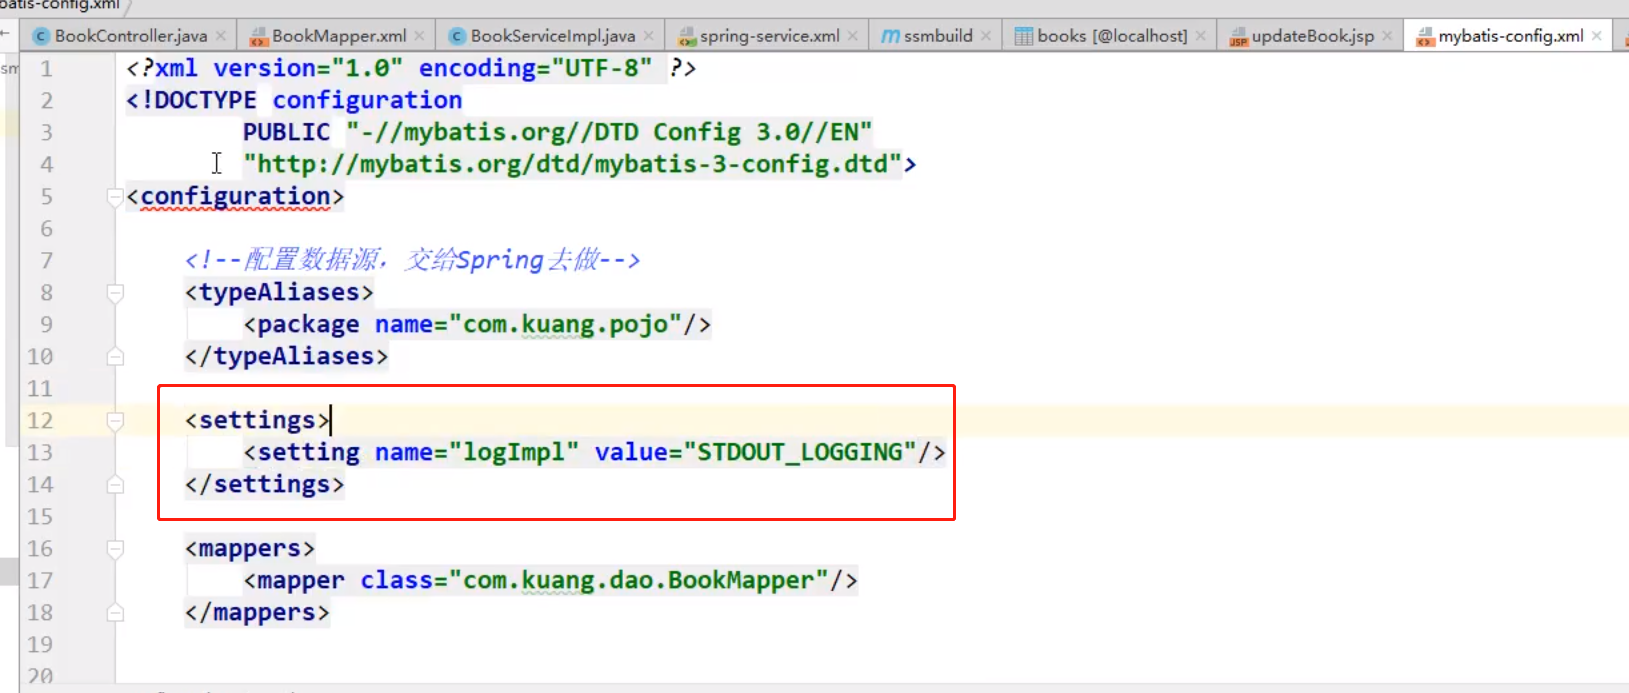 batis-config.xml
BookController.java
BookMapper.xml
BookServiceImpl.java
spring-service.xml
ssmbuild
books [@localhost]
updateBook.jsp
mybatis-config.xml
sm
1 <?xml version="1.0" encoding="UTF-8" ?>
2 <!DOCTYPE configuration
3 PUBLIC "-//mybatis.org//DTD Config 3.0//EN"
4 "http://mybatis.org/dtd/mybatis-3-config.dtd">
5 <configuration>
6
7 <!--配置数据源，交给Spring去做-->
8 <typeAliases>
9 <package name="com.kuang.pojo"/>
10 </typeAliases>
11
12 <settings>
13 <setting name="logImpl" value="STDOUT_LOGGING"/>
14 </settings>
15
16 <mappers>
17 <mapper class="com.kuang.dao.BookMapper"/>
18 </mappers>
19
20